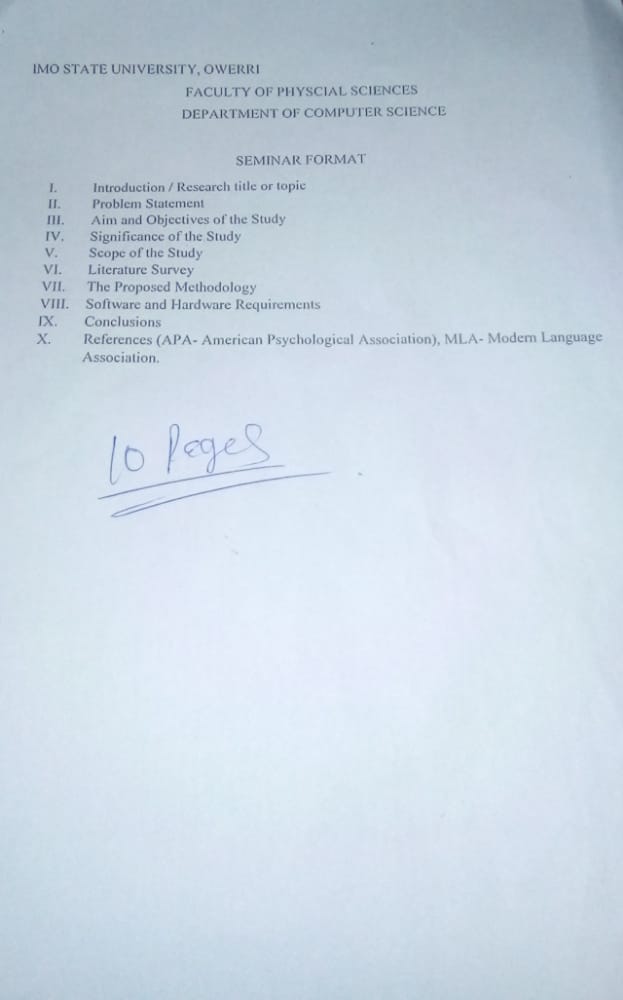 IMO STATE UNIVERSITY, OWERRI
FACULTY OF PHYSCIAL SCIENCES
DEPARTMENT OF COMPUTER SCIENCE
SEMINAR FORMAT
I. Introduction / Research title or topic
II. Problem Statement
III. Aim and Objectives of the Study
IV. Significance of the Study
V. Scope of the Study
VI. Literature Survey
VII. The Proposed Methodology
VIII. Software and Hardware Requirements
IX. Conclusions
X. References (APA- American Psychological Association), MLA- Modern Language
Association.
10 Pages